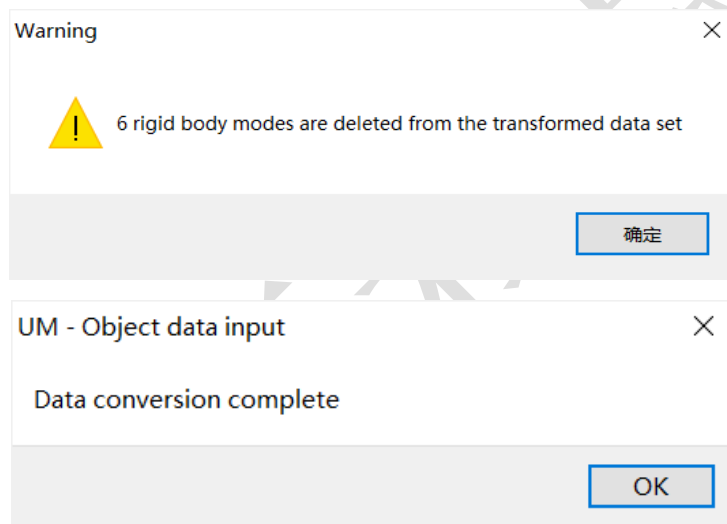 Warning
6 rigid body modes are deleted from the transformed data set
确定
UM - Object data input
Data conversion complete
OK